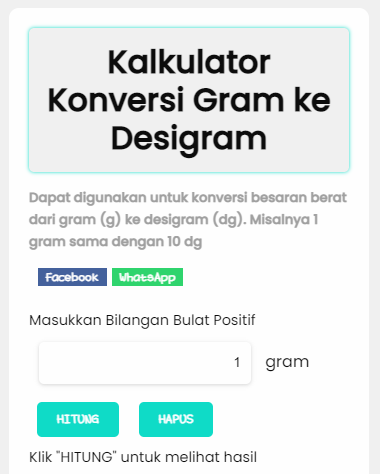 Kalkulator
Konversi Gram ke
Desigram
Dapat digunakan untuk konversi besaran berat
dari gram (g) ke desigram (dg). Misalnya 1
gram sama dengan 10 dg
Facebook WhatsApp
Masukkan Bilangan Bulat Positif
1 gram
HITUNG HAPUS
Klik "HITUNG" untuk melihat hasil